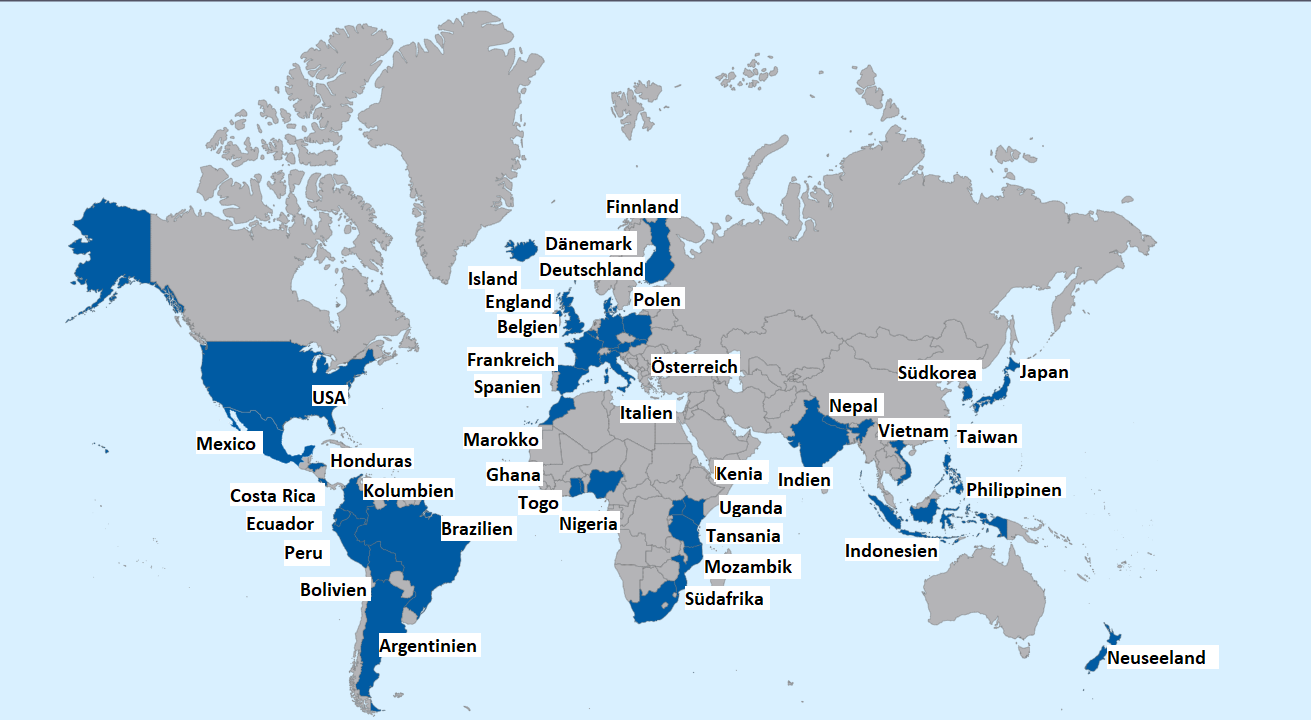 Finnland
Dänemark
Deutschland
Island
England
Polen
Belgien
Frankreich
Österreich
Spanien
Südkorea
Japan
USA
Italien
Nepal
Mexico
Marokko
Vietnam
Taiwan
Honduras
Ghana
Kenia
Indien
Costa Rica
Kolumbien
Togo
Uganda
Philippinen
Ecuador
Brazilien
Nigeria
Tansania
Peru
Indonesien
Mozambik
Bolivien
Südafrika
Argentinien
Neuseeland